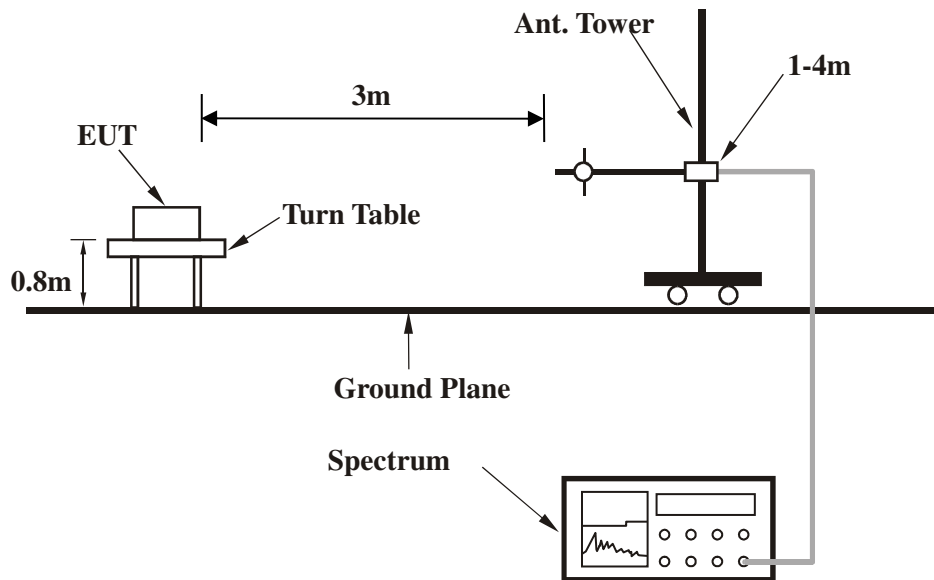 Ant. Tower
1-4m
3m
EUT
Turn Table
0.8m
Ground Plane
Spectrum